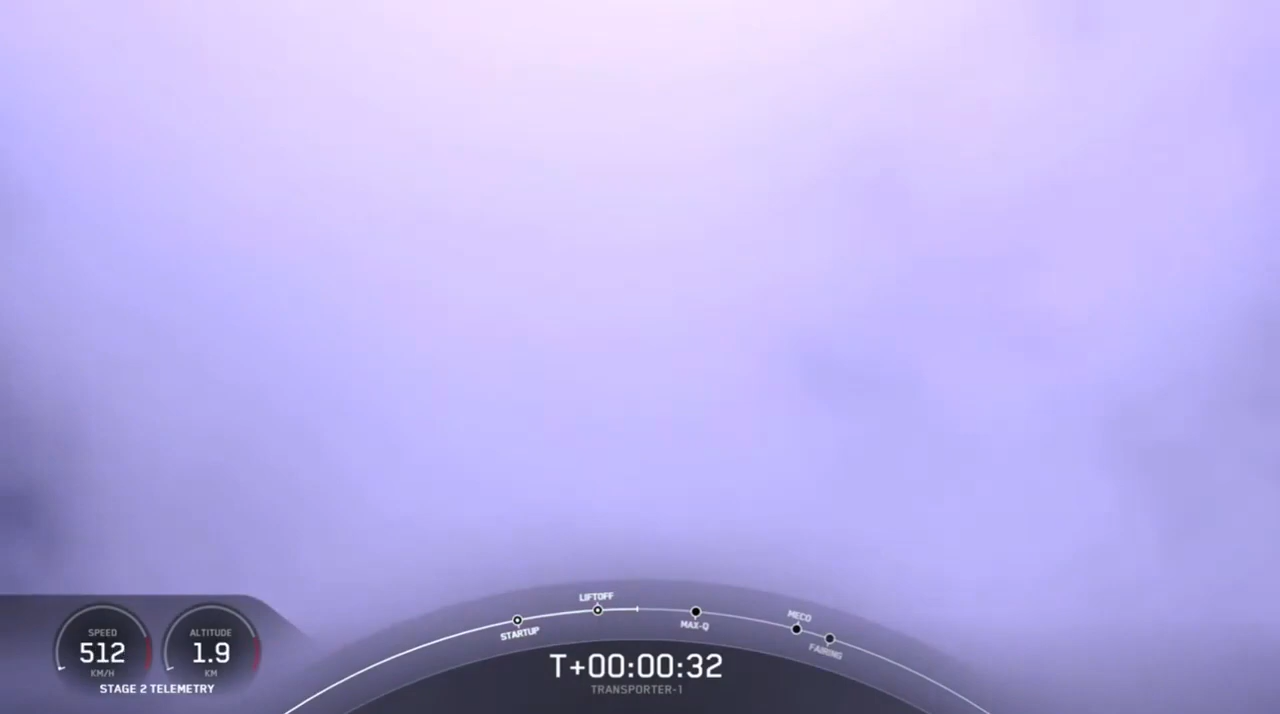 LIFTOFF
STARTUP
MAX-Q
MECO
FAIRING
SPEED
512
KM/H
ALTITUDE
1.9
KM
STAGE 2 TELEMETRY
T+00:00:32
TRANSPORTER-1